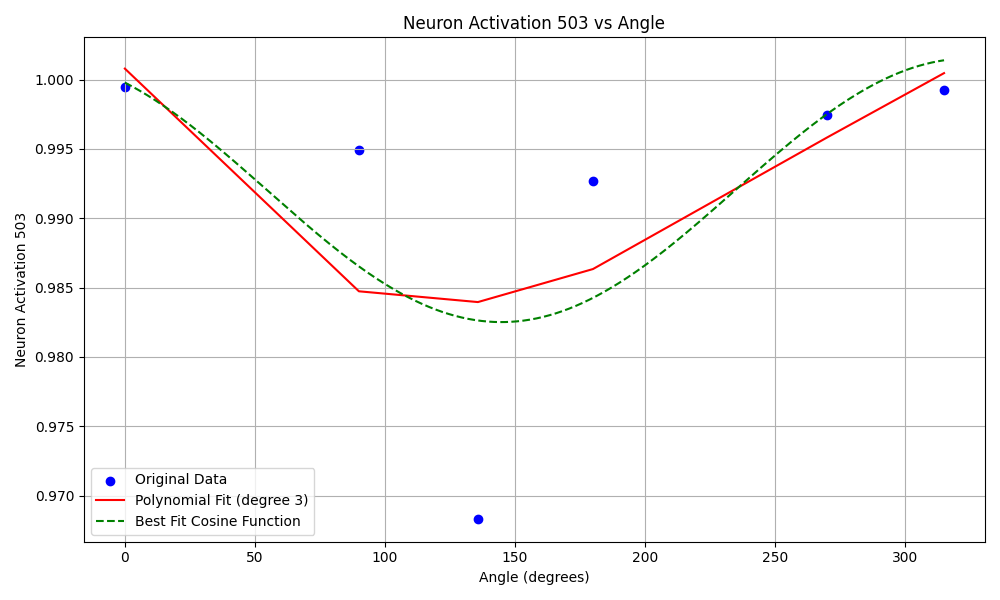 Neuron Activation 503 vs Angle
Neuron Activation 503
1.000
0.995
0.990
0.985
0.980
0.975
0.970
Original Data
Polynomial Fit (degree 3)
Best Fit Cosine Function
0 50 100 150 200 250 300
Angle (degrees)